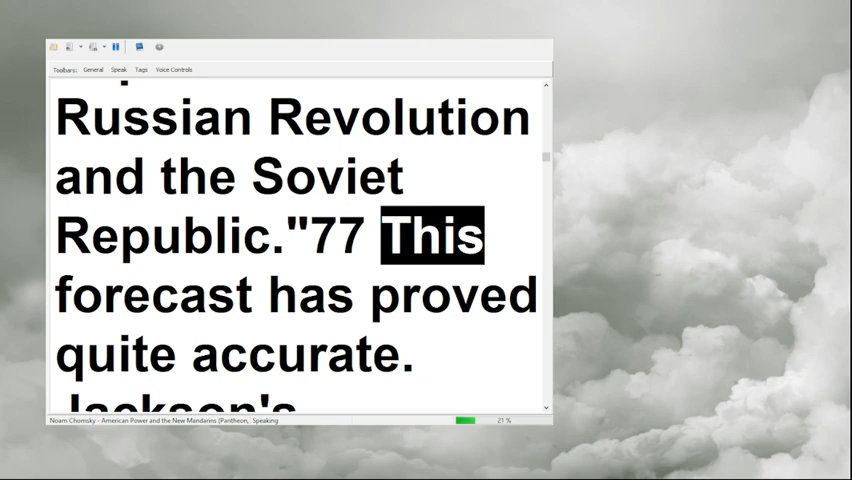 Toolbars: General Speak Tags Voice Controls
Russian Revolution
and the Soviet
Republic."77 This
forecast has proved
quite accurate.
Jackson's
Noam Chomsky - American Power and the New Mandarins (Pantheon, Speaking 21 %